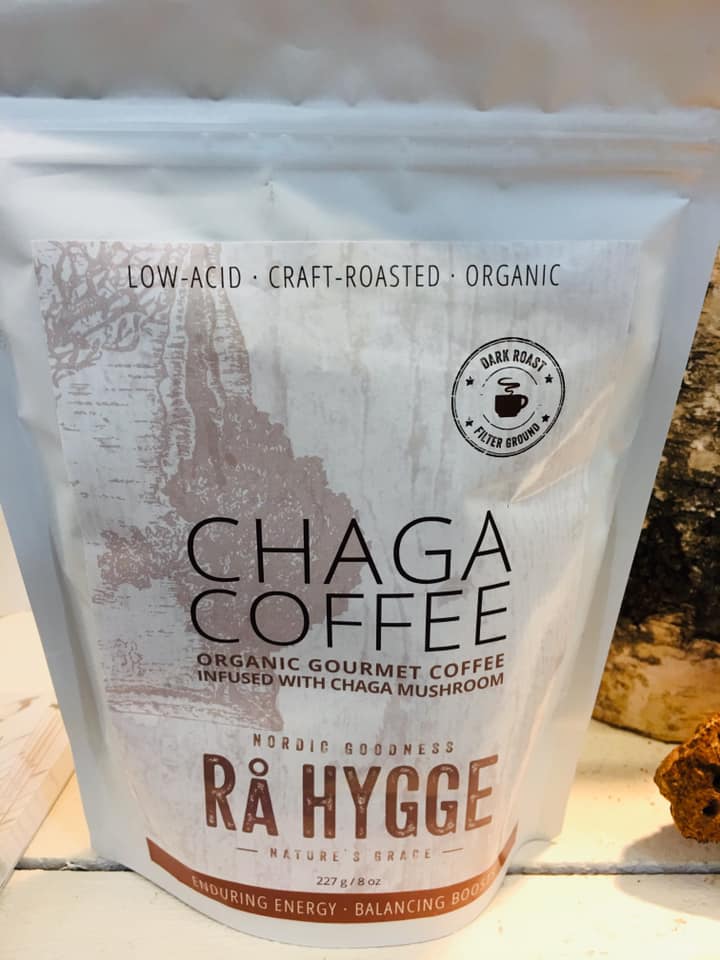 LOW-ACID · CRAFT-ROASTED · ORGANIC
DARK ROAST
FILTER GROUND
CHAGA
COFFEE
ORGANIC GOURMET COFFEE
INFUSED WITH CHAGA MUSHROOM
NORDIC GOODNESS
RÅ HYGGE
NATURE'S GRACE
227 g / 8 oz
ENDURING ENERGY · BALANCING BOOST